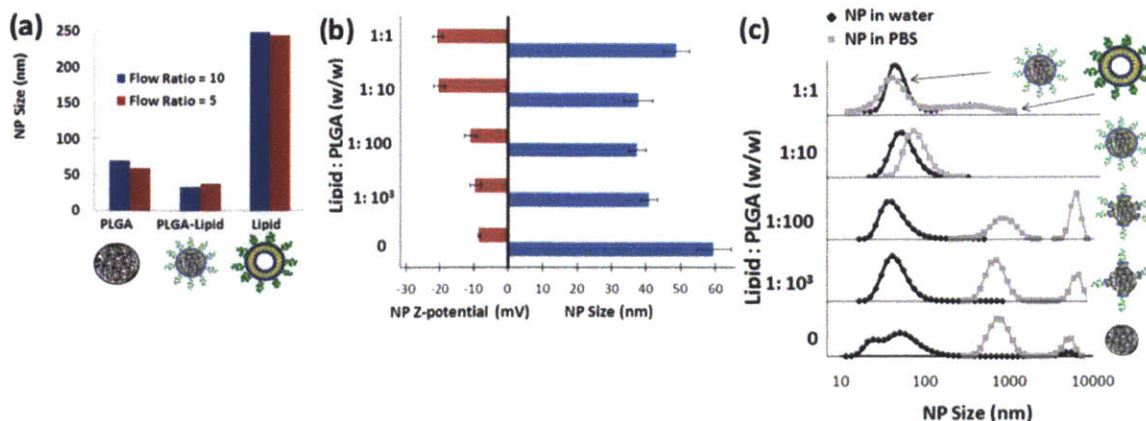 (a)
NP Size (nm)
250
200
150
100
50
0
Flow Ratio = 10
Flow Ratio = 5
PLGA
PLGA-Lipid
Lipid
(b)
Lipid : PLGA (w/w)
1:1
1:10
1:100
1:10³
0
-30
-20
-10
0
10
20
30
40
50
60
NP Z-potential (mV)
NP Size (nm)
(c)
NP in water
NP in PBS
Lipid : PLGA (w/w)
1:1
1:10
1:100
1:10³
0
10
100
1000
10000
NP Size (nm)